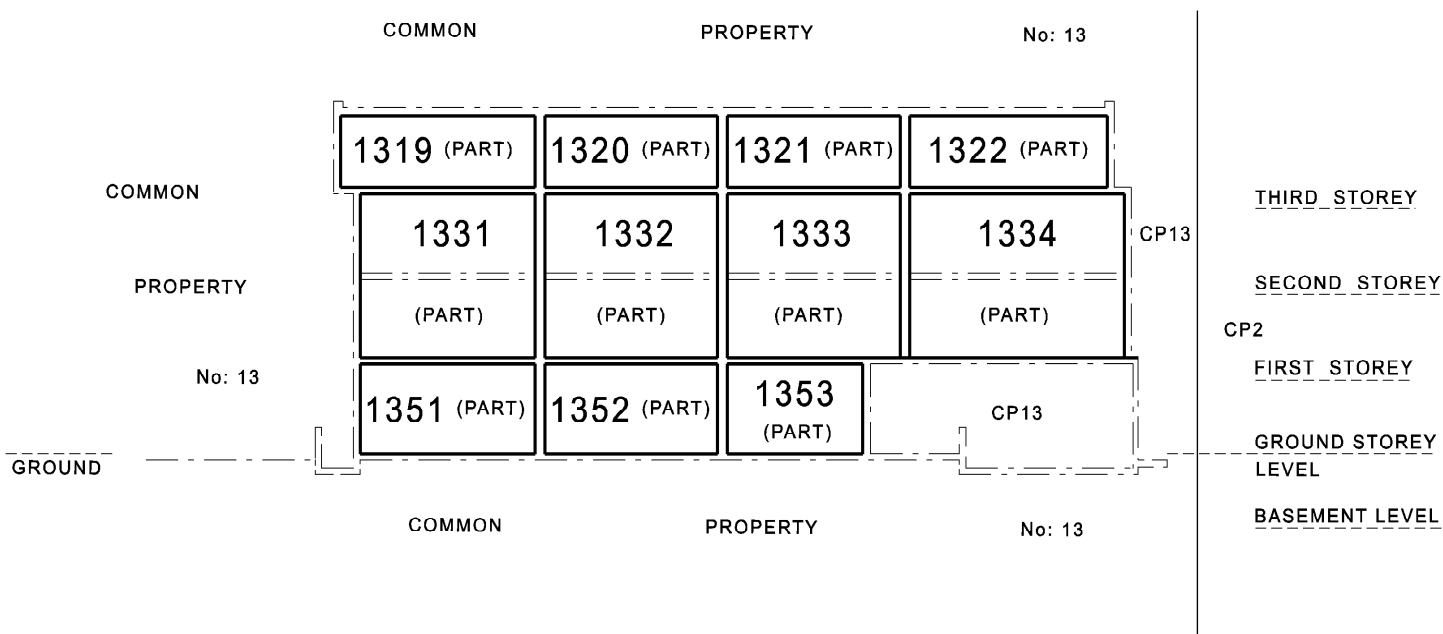 COMMON PROPERTY No: 13
1319 (PART) 1320 (PART) 1321 (PART) 1322 (PART)
COMMON
THIRD STOREY
1331 1332 1333 1334
CP13
PROPERTY
SECOND STOREY
(PART) (PART) (PART) (PART)
CP2
No: 13
FIRST STOREY
1351 (PART) 1352 (PART) 1353
(PART)
CP13
GROUND STOREY
GROUND
LEVEL
BASEMENT LEVEL
COMMON PROPERTY No: 13